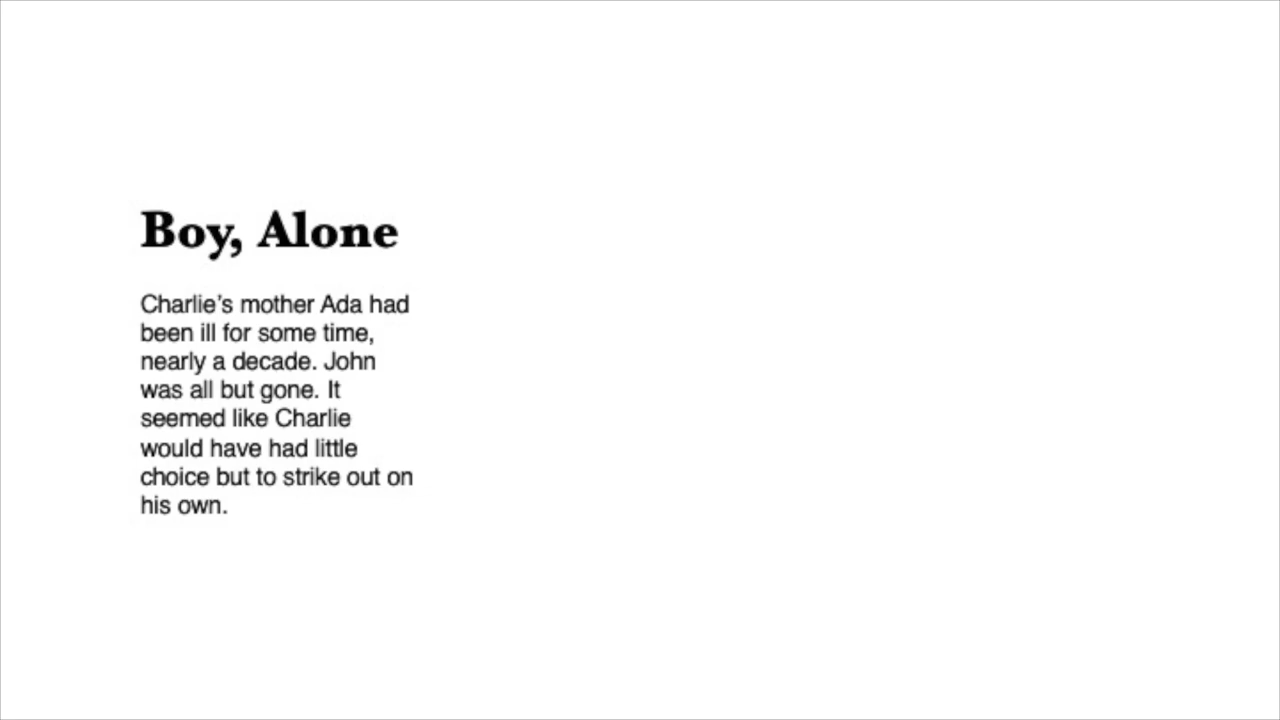 Boy, Alone
Charlie’s mother Ada had
been ill for some time,
nearly a decade. John
was all but gone. It
seemed like Charlie
would have had little
choice but to strike out on
his own.